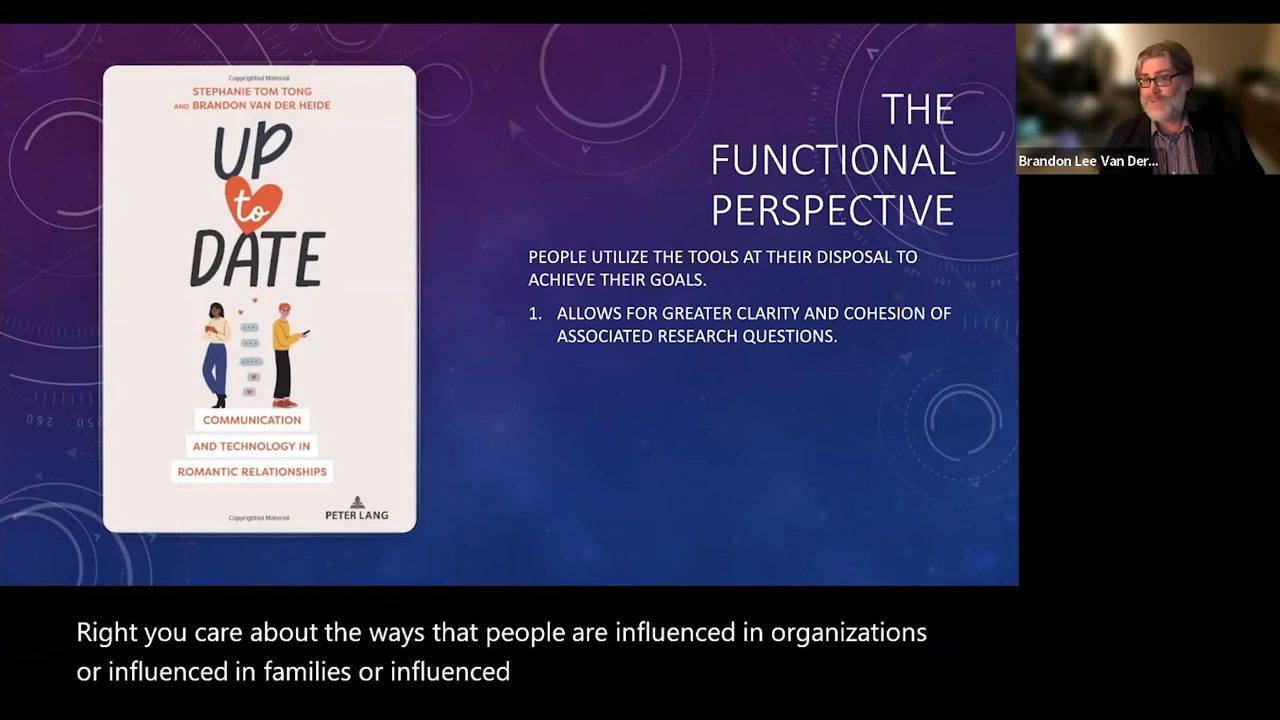 Copyrighted Material
STEPHANIE TOM TONG
AND BRANDON VAN DER HEIDE
UP
to
DATE
COMMUNICATION
AND TECHNOLOGY IN
ROMANTIC RELATIONSHIPS
Copyrighted Material
PETER LANG
THE
FUNCTIONAL
PERSPECTIVE
PEOPLE UTILIZE THE TOOLS AT THEIR DISPOSAL TO
ACHIEVE THEIR GOALS.
1. ALLOWS FOR GREATER CLARITY AND COHESION OF
ASSOCIATED RESEARCH QUESTIONS.
Brandon Lee Van Der...
260 250
Right you care about the ways that people are influenced in organizations
or influenced in families or influenced